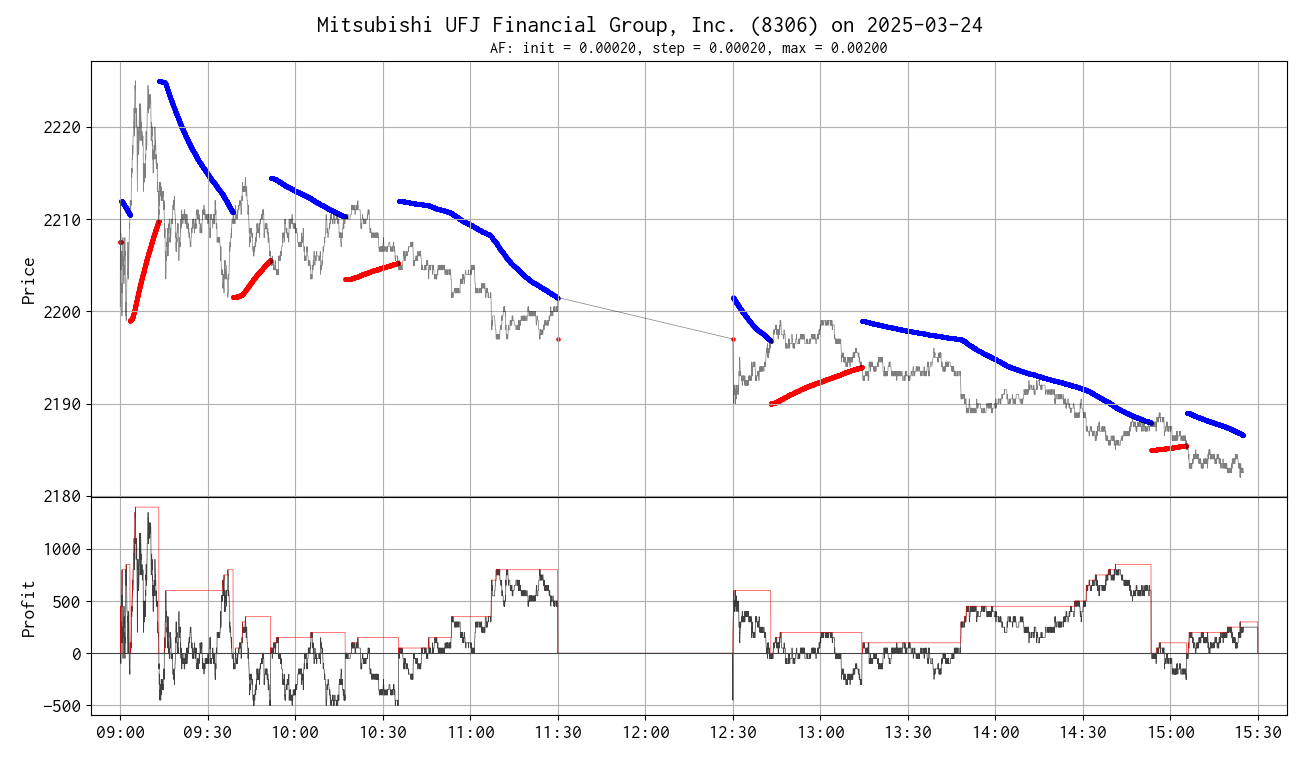 Mitsubishi UFJ Financial Group, Inc. (8306) on 2025-03-24
AF: init = 0.00020, step = 0.00020, max = 0.00200
Price
2220
2210
2200
2190
2180
Profit
1000
500
0
−500
09:00 09:30 10:00 10:30 11:00 11:30 12:00 12:30 13:00 13:30 14:00 14:30 15:00 15:30